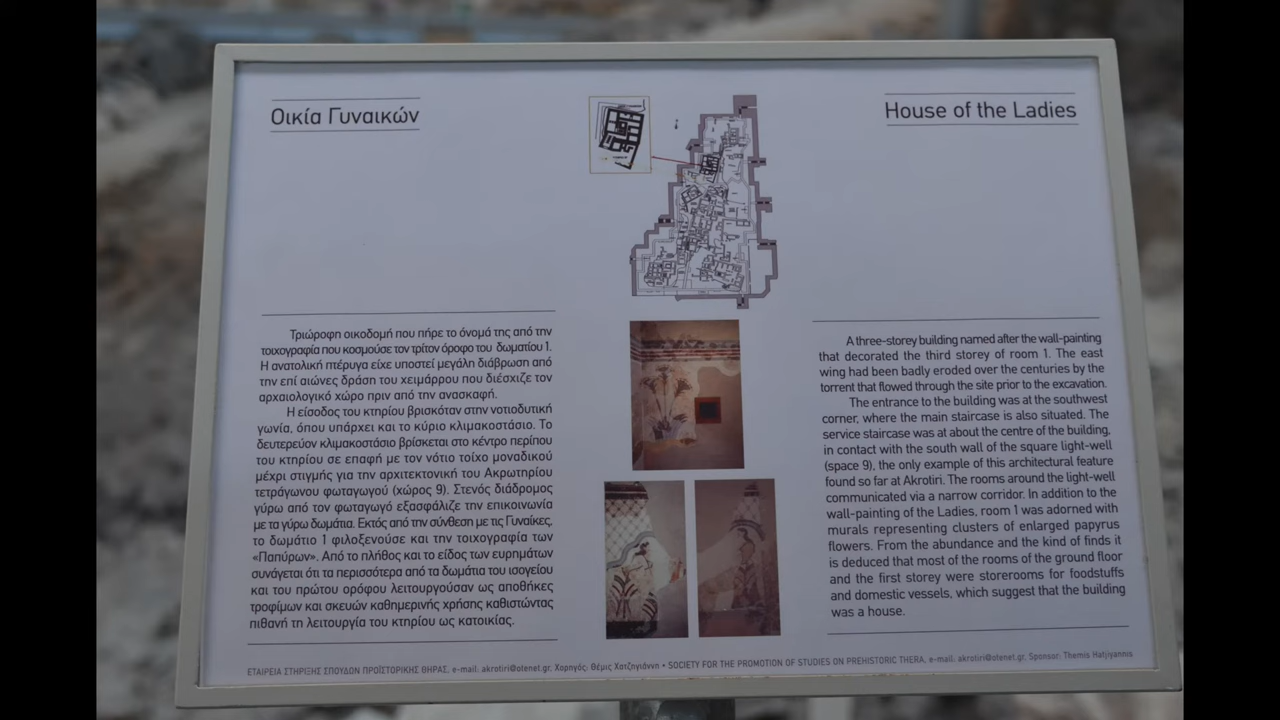 Οικία Γυναικών
Τριώροφη οικοδομή που πήρε το όνομά της από την
τοιχογραφία που κοσμούσε τον τρίτον όροφο του δωματίου 1.
Η ανατολική πτέρυγα είχε υποστεί μεγάλη διάβρωση από
την επί αιώνες δράση του χειμάρρου που διέσχιζε τον
αρχαιολογικό χώρο πριν από την ανασκαφή.
Η είσοδος του κτηρίου βρισκόταν στην νοτιοδυτική
γωνία, όπου υπάρχει και το κύριο κλιμακοστάσιο. Το
δευτερεύον κλιμακοστάσιο βρίσκεται στο κέντρο περίπου
του κτηρίου σε επαφή με τον νότιο τοίχο μοναδικού
μέχρι στιγμής για την αρχιτεκτονική του Ακρωτηρίου
τετράγωνου φωταγωγού (χώρος 9). Στενός διάδρομος
γύρω από τον φωταγωγό εξασφάλιζε την επικοινωνία
με τα γύρω δωμάτια. Εκτός από την σύνθεση με τις Γυναίκες,
το δωμάτιο 1 φιλοξενούσε και την τοιχογραφία των
«Παπύρων». Από το πλήθος και το είδος των ευρημάτων
συνάγεται ότι τα περισσότερα από τα δωμάτια του ισογείου
και του πρώτου ορόφου λειτουργούσαν ως αποθήκες
τροφίμων και σκευών καθημερινής χρήσης καθιστώντας
πιθανή τη λειτουργία του κτηρίου ως κατοικίας.
House of the Ladies
A three-storey building named after the wall-painting
that decorated the third storey of room 1. The east
wing had been badly eroded over the centuries by the
torrent that flowed through the site prior to the excavation.
The entrance to the building was at the southwest
corner, where the main staircase is also situated. The
service staircase was at about the centre of the building,
in contact with the south wall of the square light-well
(space 9), the only example of this architectural feature
found so far at Akrotiri. The rooms around the light-well
communicated via a narrow corridor. In addition to the
wall-painting of the Ladies, room 1 was adorned with
murals representing clusters of enlarged papyrus
flowers. From the abundance and the kind of finds it
is deduced that most of the rooms of the ground floor
and the first storey were storerooms for foodstuffs
and domestic vessels, which suggest that the building
was a house.
ΕΤΑΙΡΕΙΑ ΣΤΗΡΙΞΗΣ ΣΠΟΥΔΩΝ ΠΡΟΪΣΤΟΡΙΚΗΣ ΘΗΡΑΣ, e-mail. akrotiri@otenet.gr, Χορηγός: Θέμις Χατζηγιάννη • SOCIETY FOR THE PROMOTION OF STUDIES ON PREHISTORIC THERA, e-mail. akrotiri@otenet.gr, Sponsor: Themis Hatjiyannis